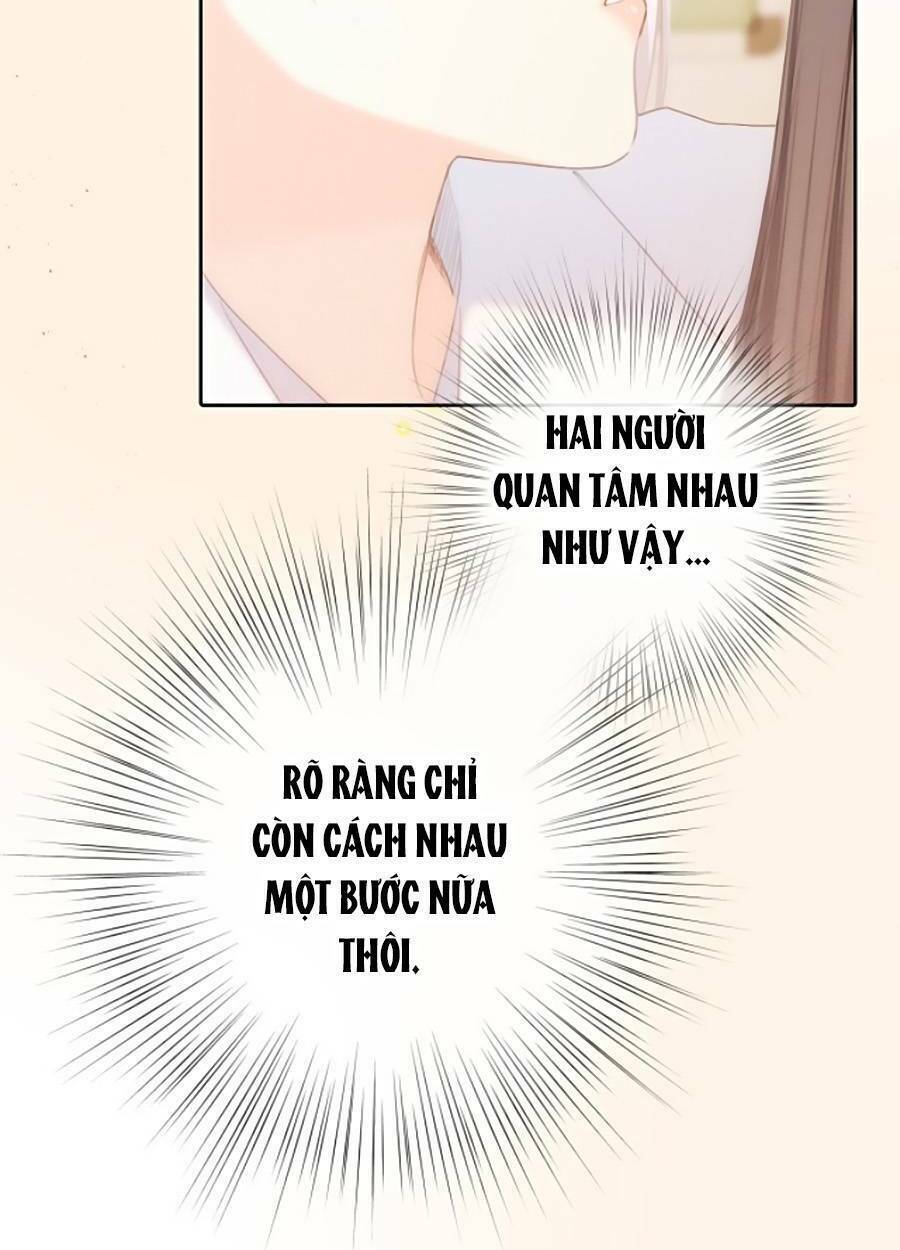 HAI NGƯỜI
QUAN TÂM NHAU
NHƯ VẬY...
RÕ RÀNG CHỈ
CÒN CÁCH NHAU
MỘT BƯỚC NỮA
THÔI.